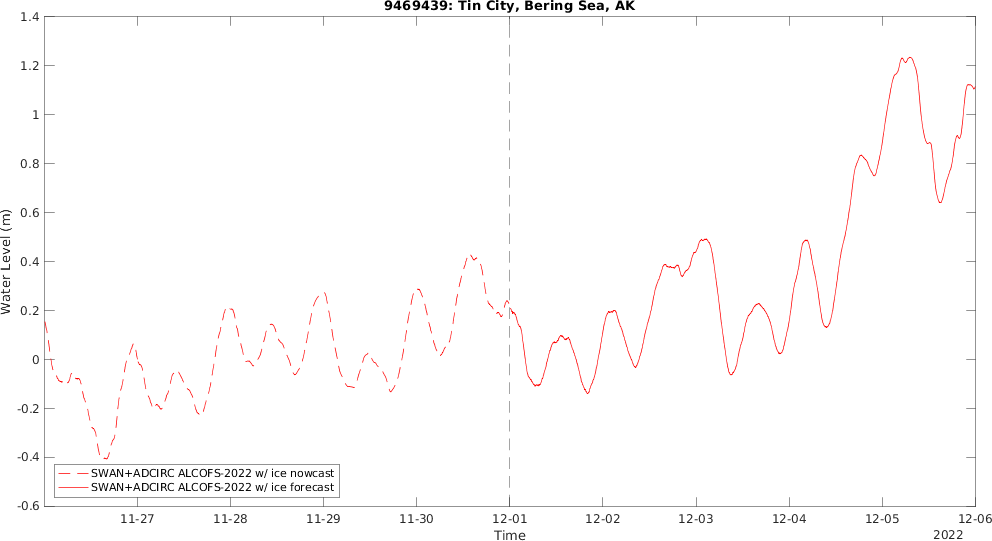 9469439: Tin City, Bering Sea, AK
1.4
1.2
1
0.8
0.6
0.4
0.2
0
-0.2
-0.4
-0.6
Water Level (m)
SWAN+ADCIRC ALCOFS-2022 w/ ice nowcast
SWAN+ADCIRC ALCOFS-2022 w/ ice forecast
11-27 11-28 11-29 11-30 12-01 12-02 12-03 12-04 12-05 12-06
Time
2022